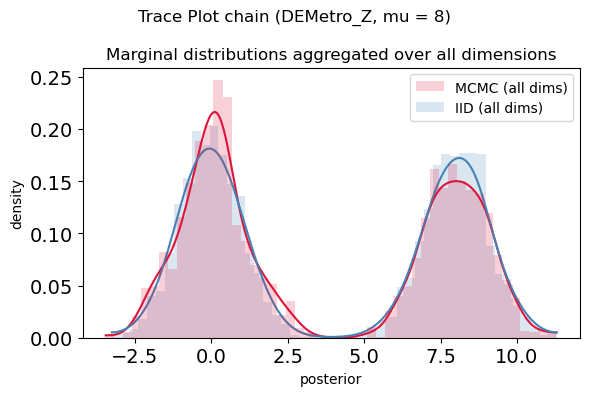 Trace Plot chain (DEMetro_Z, mu = 8)
Marginal distributions aggregated over all dimensions
MCMC (all dims)
IID (all dims)
density
0.25
0.20
0.15
0.10
0.05
0.00
−2.5 0.0 2.5 5.0 7.5 10.0
posterior